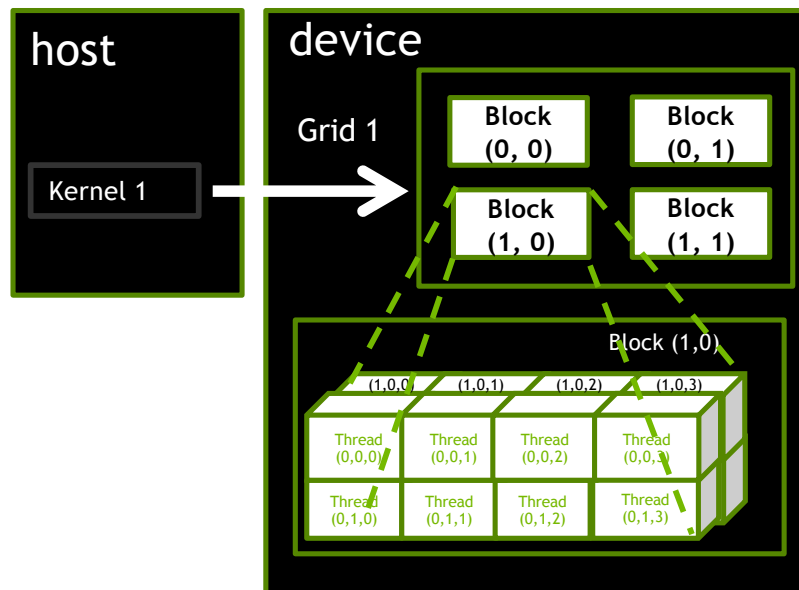 host
device
Grid 1
Kernel 1
Block
(0, 0)
Block
(0, 1)
Block
(1, 0)
Block
(1, 1)
Block (1,0)
(1,0,0)
(1,0,1)
(1,0,2)
(1,0,3)
Thread
(0,0,0)
Thread
(0,0,1)
Thread
(0,0,2)
Thread
(0,0,3)
Thread
(0,1,0)
Thread
(0,1,1)
Thread
(0,1,2)
Thread
(0,1,3)